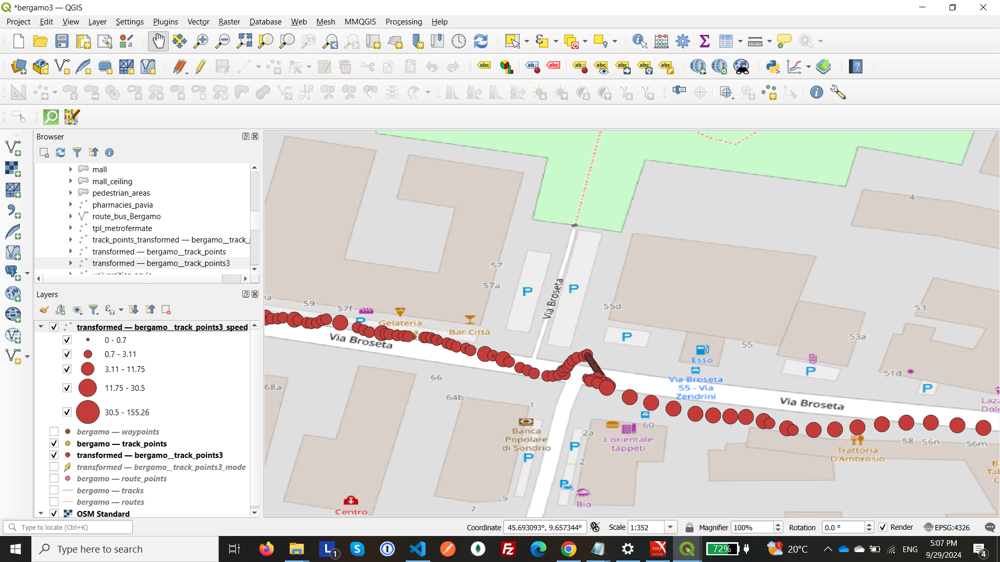 *bergamo3 — QGIS
Project Edit View Layer Settings Plugins Vector Raster Database Web Mesh MMQGIS Processing Help
Browser
mall
mall_ceiling
pedestrian_areas
pharmacies_pavia
route_bus_Bergamo
tpl_metrofermate
track_points_transformed — bergamo__track_
transformed — bergamo__track_points
transformed — bergamo__track_points3
Layers
transformed — bergamo__track_points3_speed
0 - 0.7
0.7 - 3.11
3.11 - 11.75
11.75 - 30.5
30.5 - 155.26
bergamo — waypoints
bergamo — track_points
transformed — bergamo__track_points3
transformed — bergamo__track_points3_mode
bergamo — route_points
bergamo — tracks
bergamo — routes
OSM Standard
4
57
57a
59
57f
P
P
P
Via Broseta
55d
53
Gelateria
Bar Città
Via Broseta
P
55
53a
Esso
P
51d
Via Broseta
55 - Via
Zendrini
P
66
68a
64b
1
Via Broseta
Banca
Popolare
di Sondrio
P
P
2a
2
60
L'orientale
tappeti
Trattoria
D'Ambrosio
58
56n
56m
P
Bio
5
7
Centro
Type to locate (Ctrl+K)
Coordinate 45.693093°, 9.657344° Scale 1:352 Magnifier 100% Rotation 0.0 ° Render EPSG:4326
Type here to search
L 1
72%
1
20°C
ENG
5:07 PM
9/29/2024
4